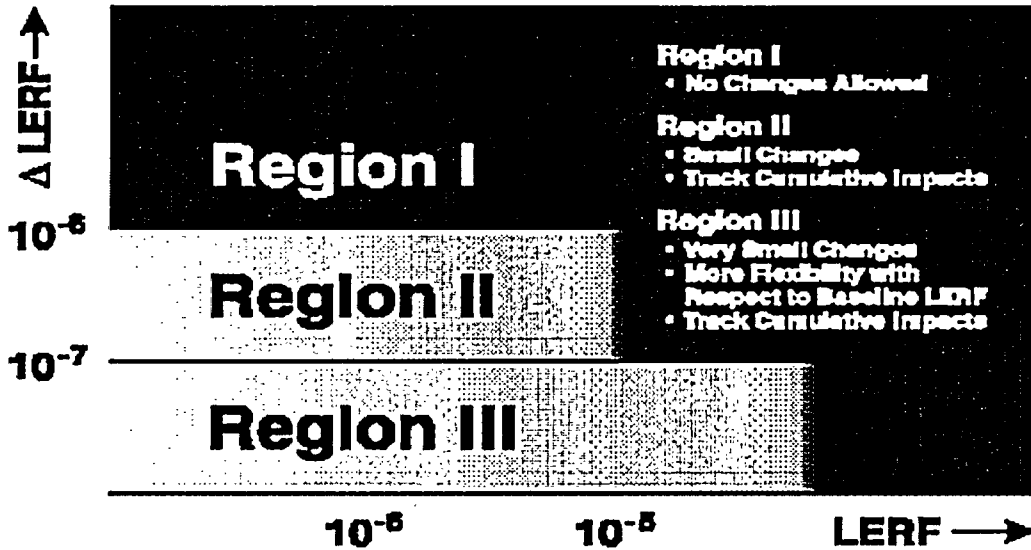 Δ LERF→
Region I
• No Changes Allowed
Region II
• Small Changes
• Track Cumulative Impacts
Region III
• Very Small Changes
• More Flexibility with
Respect to Baseline LERF
• Track Cumulative Impacts
Region I
10⁻⁶
Region II
10⁻⁷
Region III
10⁻⁶ 10⁻⁵ LERF →